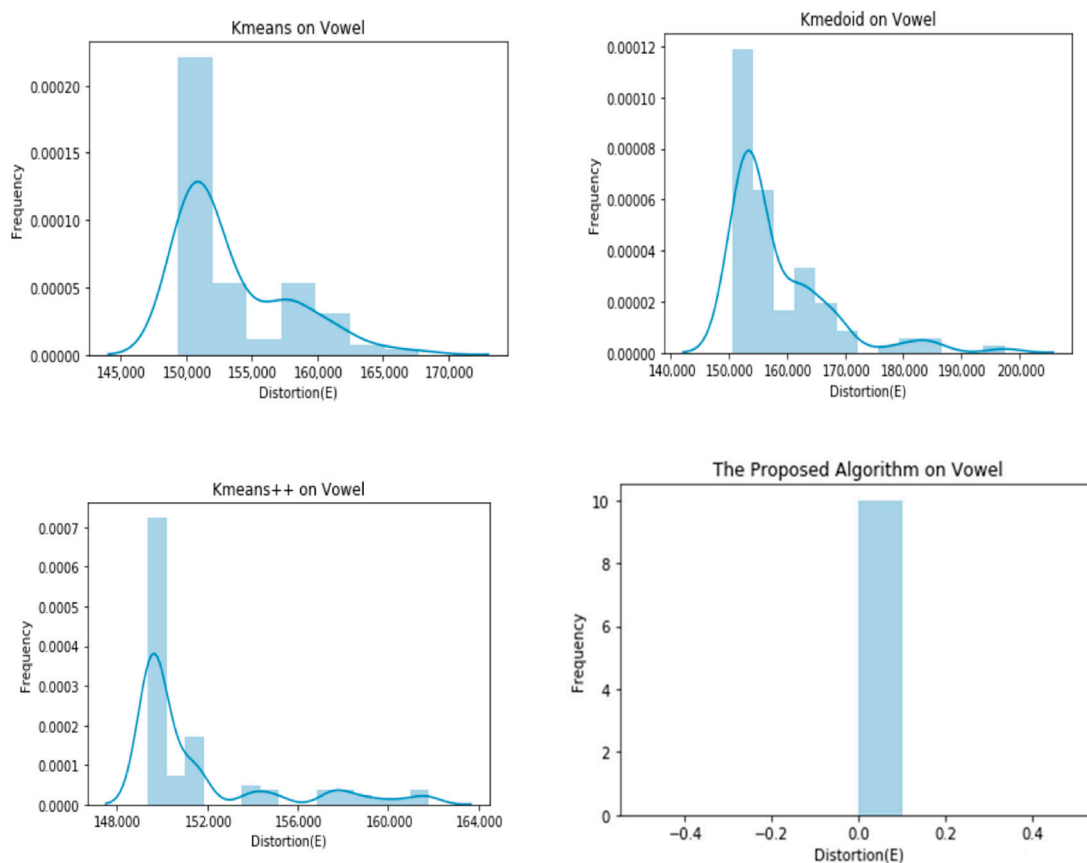 Kmeans on Vowel
Frequency
0.00020
0.00015
0.00010
0.00005
0.00000
145,000 150,000 155,000 160,000 165,000 170,000
Distortion(E)
Kmedoid on Vowel
Frequency
0.00012
0.00010
0.00008
0.00006
0.00004
0.00002
0.00000
140,000 150,000 160,000 170,000 180,000 190,000 200,000
Distortion(E)
Kmeans++ on Vowel
Frequency
0.0007
0.0006
0.0005
0.0004
0.0003
0.0002
0.0001
0.0000
148.000 152.000 156.000 160.000 164,000
Distortion(E)
The Proposed Algorithm on Vowel
Frequency
10
8
6
4
2
0
−0.4 −0.2 0.0 0.2 0.4
Distortion(E)